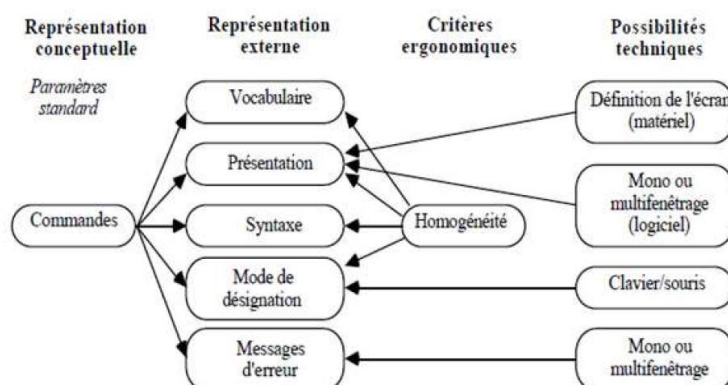 Représentation conceptuelle
Représentation externe
Critères ergonomiques
Possibilités techniques
Paramètres standard
Commandes
Vocabulaire
Présentation
Syntaxe
Mode de désignation
Messages d'erreur
Homogénéité
Définition de l'écran (matériel)
Mono ou multifenêtrage (logiciel)
Clavier/souris
Mono ou multifenêtrage